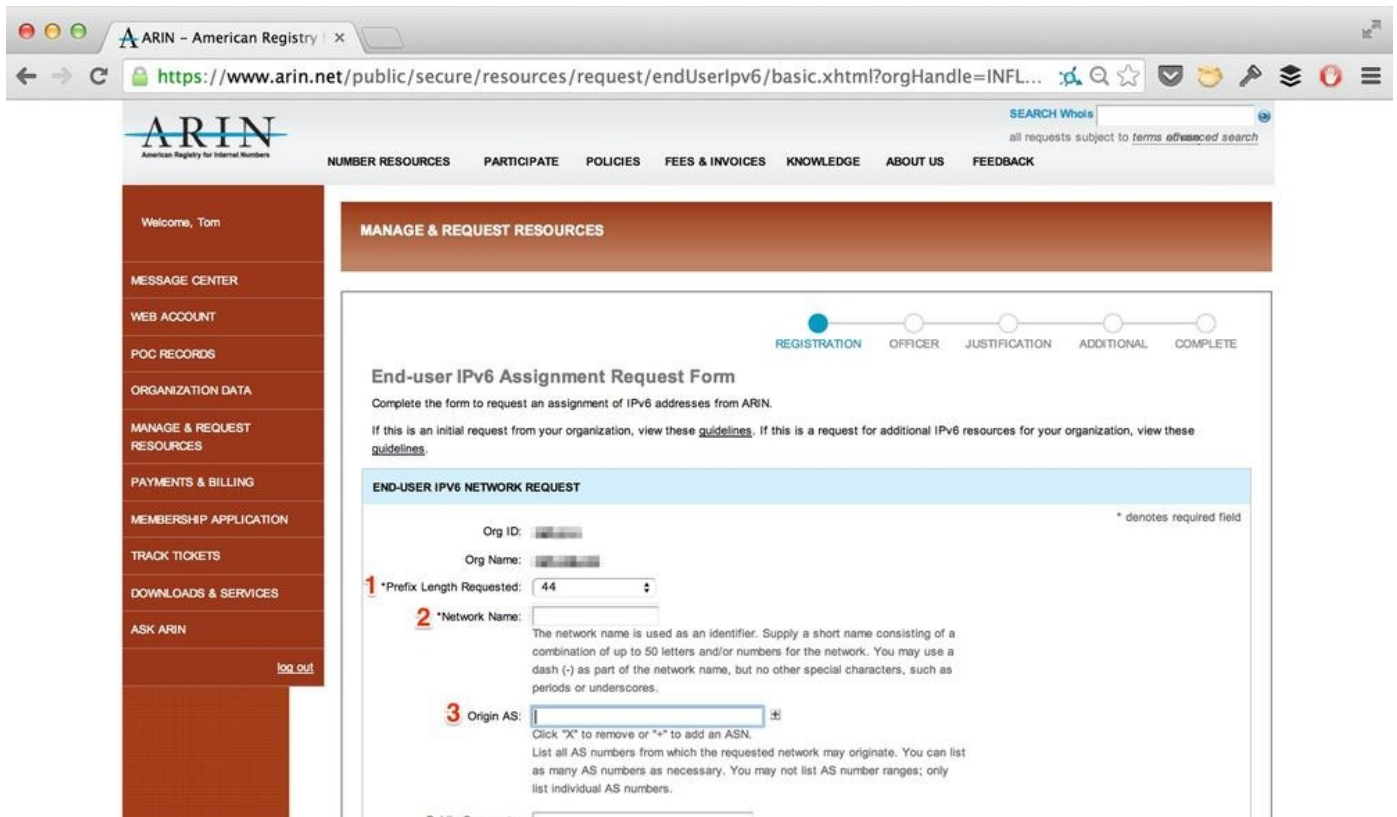 ARIN – American Registry f
https://www.arin.net/public/secure/resources/request/endUserIpv6/basic.xhtml?orgHandle=INFL...
ARIN
American Registry for Internet Numbers
SEARCH Whois
all requests subject to terms of advanced search
NUMBER RESOURCES PARTICIPATE POLICIES FEES & INVOICES KNOWLEDGE ABOUT US FEEDBACK
Welcome, Tom
MESSAGE CENTER
WEB ACCOUNT
POC RECORDS
ORGANIZATION DATA
MANAGE & REQUEST
RESOURCES
PAYMENTS & BILLING
MEMBERSHIP APPLICATION
TRACK TICKETS
DOWNLOADS & SERVICES
ASK ARIN
log out
MANAGE & REQUEST RESOURCES
REGISTRATION OFFICER JUSTIFICATION ADDITIONAL COMPLETE
End-user IPv6 Assignment Request Form
Complete the form to request an assignment of IPv6 addresses from ARIN.
If this is an initial request from your organization, view these guidelines. If this is a request for additional IPv6 resources for your organization, view these
guidelines.
END-USER IPV6 NETWORK REQUEST
* denotes required field
Org ID:
Org Name:
1 *Prefix Length Requested: 44
2 *Network Name:
The network name is used as an identifier. Supply a short name consisting of a
combination of up to 50 letters and/or numbers for the network. You may use a
dash (-) as part of the network name, but no other special characters, such as
periods or underscores.
3 Origin AS:
Click "X" to remove or "+" to add an ASN.
List all AS numbers from which the requested network may originate. You can list
as many AS numbers as necessary. You may not list AS number ranges; only
list individual AS numbers.